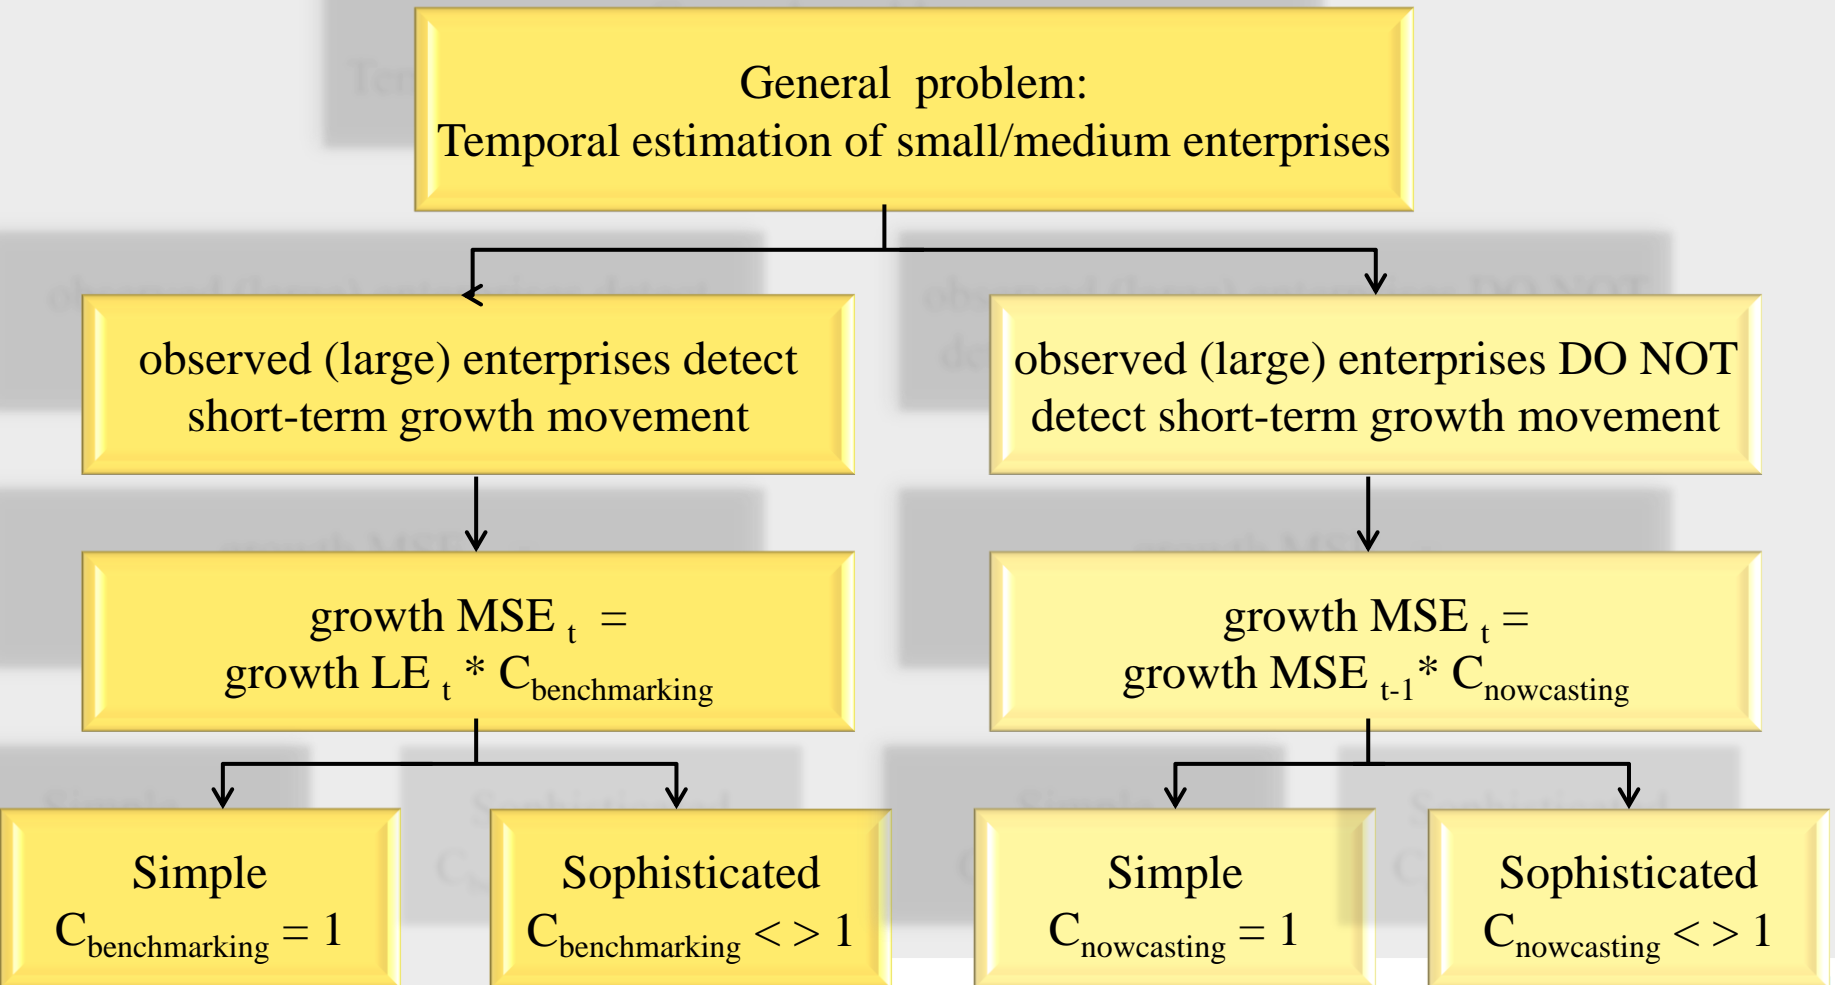 General problem:
Temporal estimation of small/medium enterprises
observed (large) enterprises detect
short-term growth movement
observed (large) enterprises DO NOT
detect short-term growth movement
growth MSE t =
growth LE t * Cbenchmarking
growth MSE t =
growth MSE t-1* Cnowcasting
Simple
Cbenchmarking = 1
Sophisticated
Cbenchmarking < > 1
Simple
Cnowcasting = 1
Sophisticated
Cnowcasting < > 1